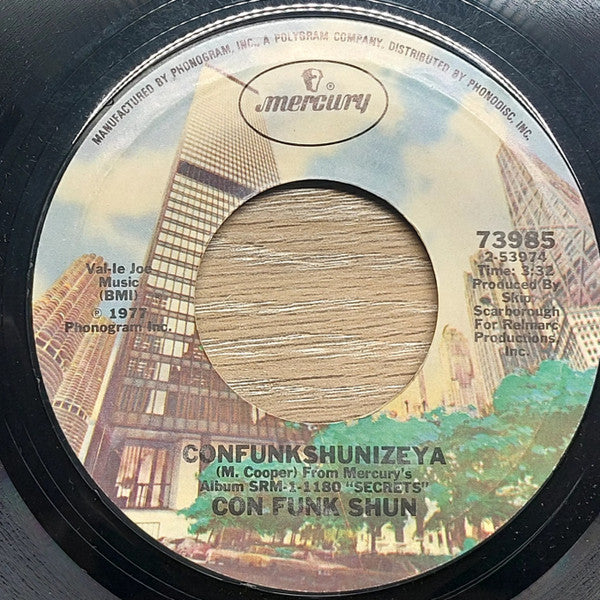 MANUFACTURED BY PHONOGRAM, INC., A POLYGRAM COMPANY, DISTRIBUTED BY PHONODISC, INC.
mercury
®
73985
2-53974
Time: 3:32
Produced By
Skip
Scarborough
For Relmarc
Productions,
Inc.
Val-Ie Joe
Music
(BMI)
℗ 1977
Phonogram Inc.
CONFUNKSHUNIZEYA
(M. Cooper) From Mercury's
Album SRM-1-1180 "SECRETS"
CON FUNK SHUN